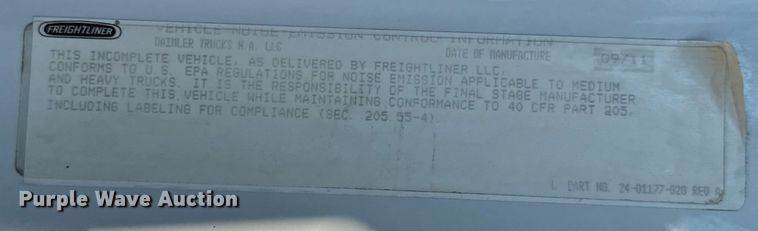 FREIGHTLINER
VEHICLE NOISE EMISSION CONTROL INFORMATION
DAIMLER TRUCKS N.A. LLC DATE OF MANUFACTURE 09/11
THIS INCOMPLETE VEHICLE, AS DELIVERED BY FREIGHTLINER LLC,
CONFORMS TO U.S. EPA REGULATIONS FOR NOISE EMISSION APPLICABLE TO MEDIUM
AND HEAVY TRUCKS. IT IS THE RESPONSIBILITY OF THE FINAL STAGE MANUFACTURER
TO COMPLETE THIS VEHICLE WHILE MAINTAINING CONFORMANCE TO 40 CFR PART 205,
INCLUDING LABELING FOR COMPLIANCE (SEC. 205.55-4)
PART NO. 24-01177-020 REV
Purple Wave Auction